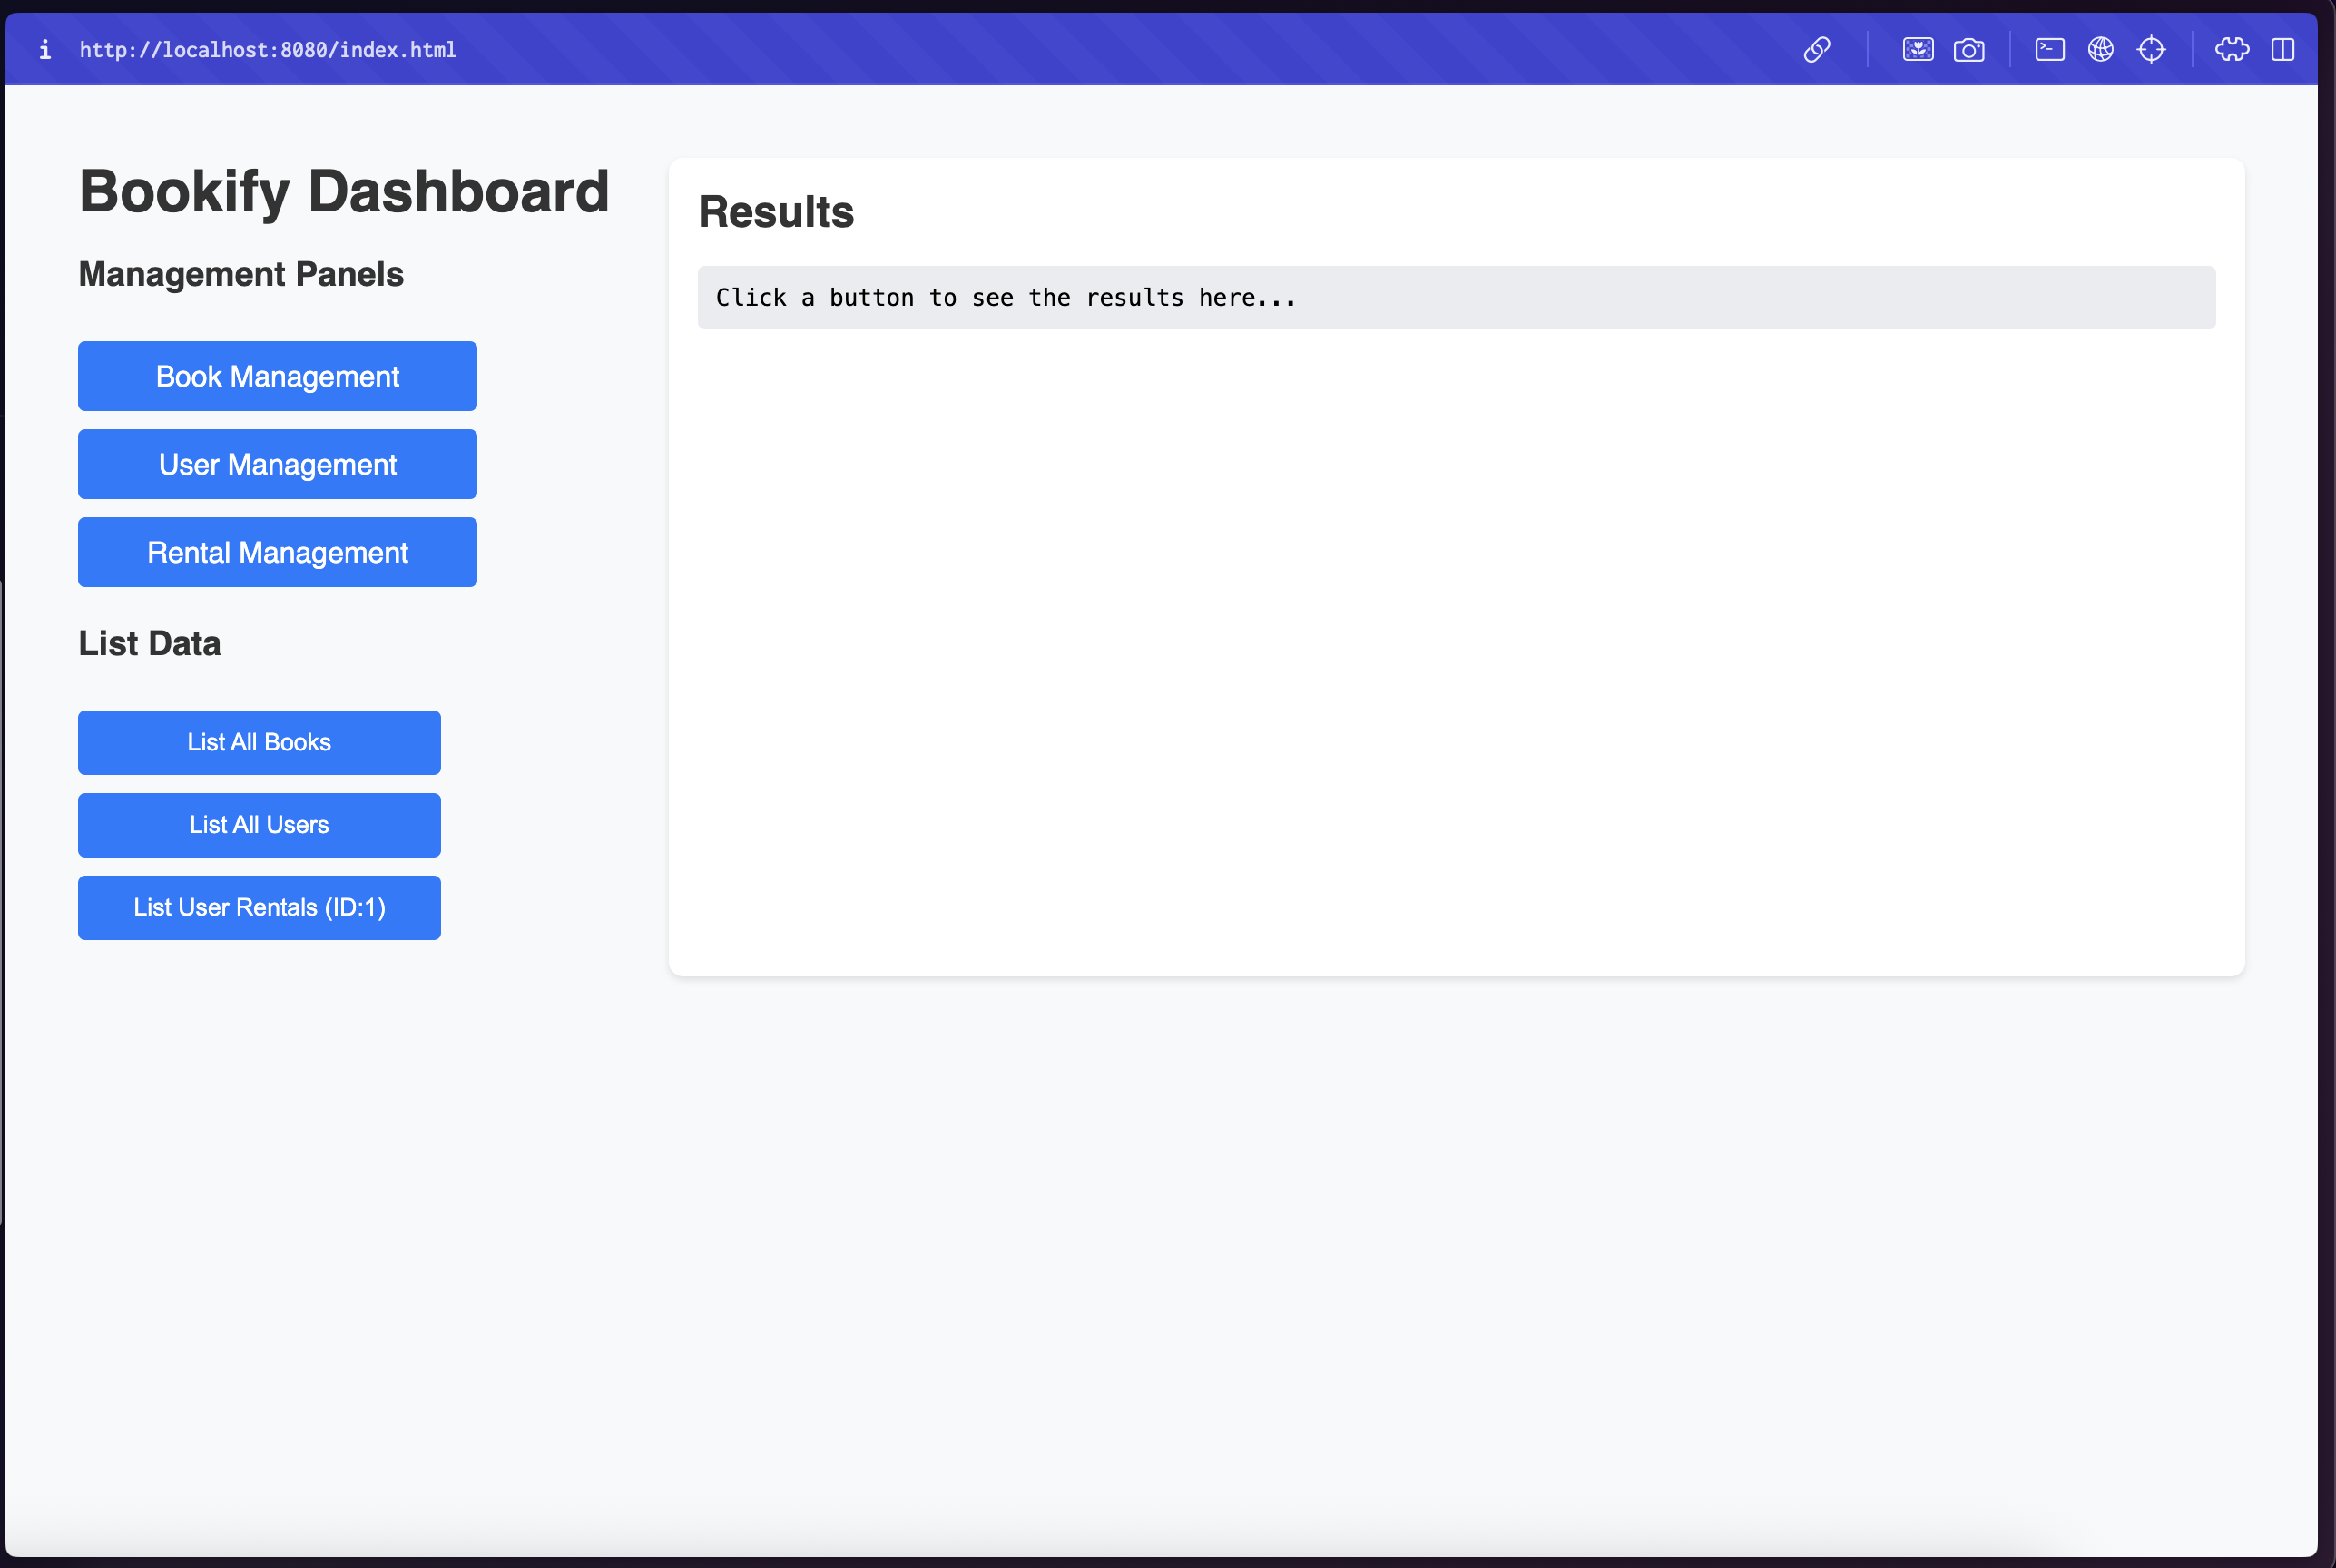 http://localhost:8080/index.html
Bookify Dashboard
Management Panels
Book Management
User Management
Rental Management
List Data
List All Books
List All Users
List User Rentals (ID:1)
Results
Click a button to see the results here...